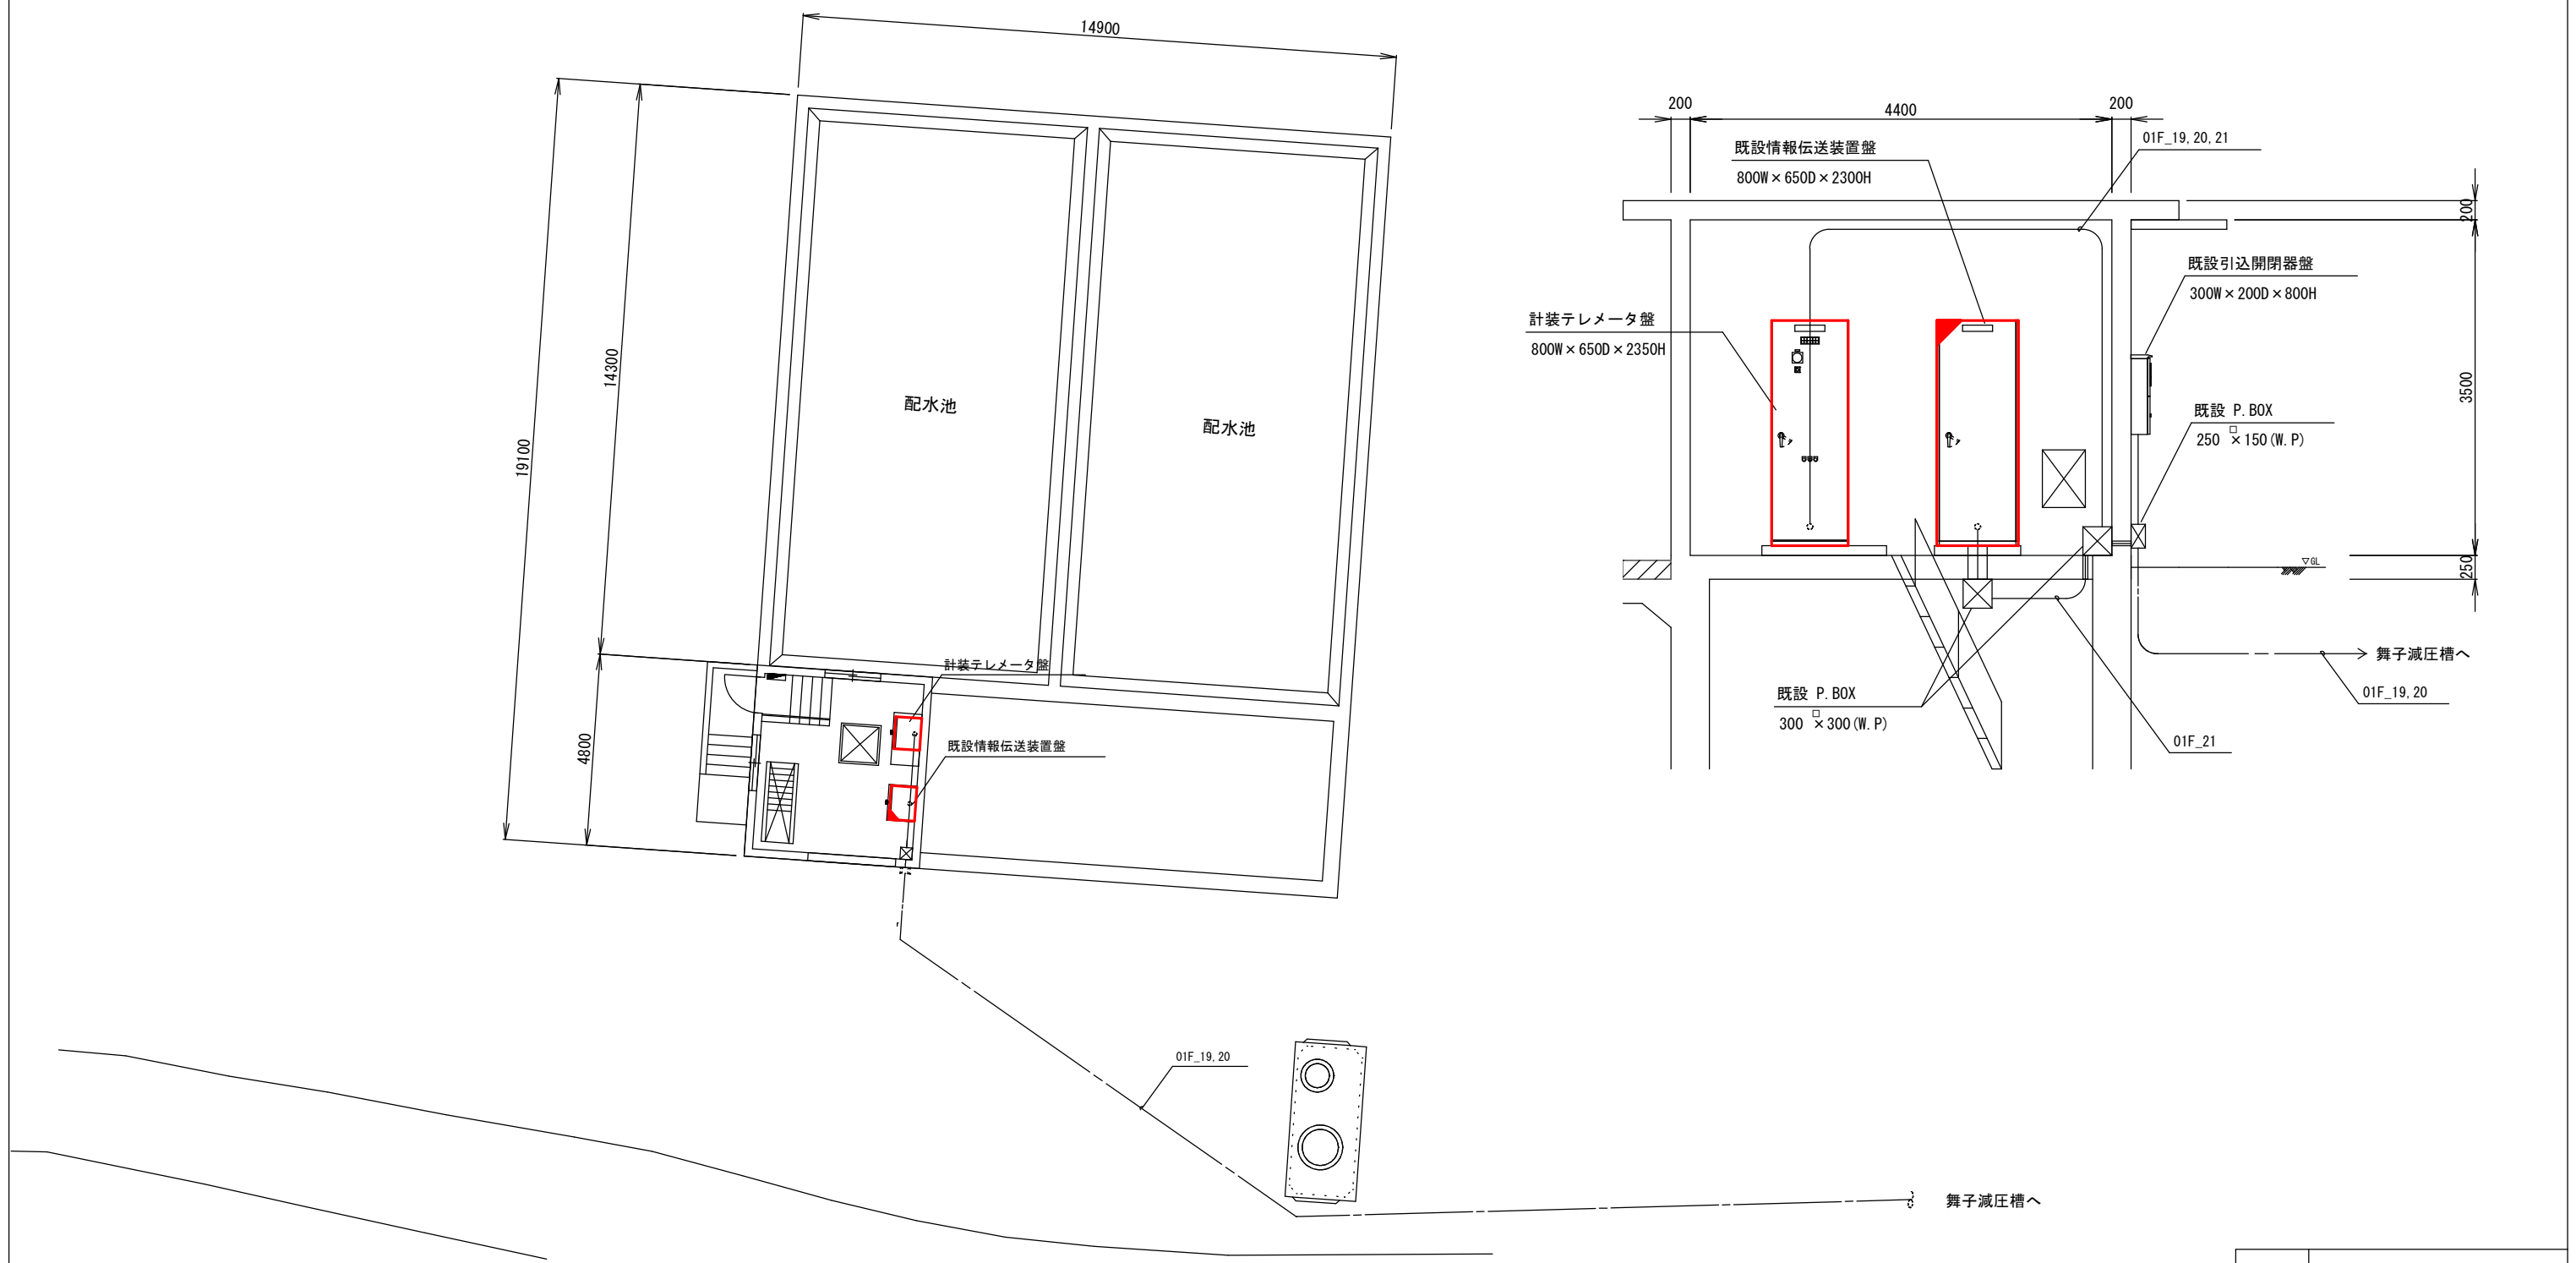 14900
19100
14300
4800
配水池
配水池
計装テレメータ盤
既設情報伝送装置盤
01F_19,20
舞子減圧槽へ
200
4400
200
01F_19,20,21
既設情報伝送装置盤
800W×650D×2300H
計装テレメータ盤
800W×650D×2350H
既設引込開閉器盤
300W×200D×800H
既設 P.BOX
250□×150(W.P)
200
3500
250
▽GL
舞子減圧槽へ
01F_19,20
既設 P.BOX
300□×300(W.P)
01F_21